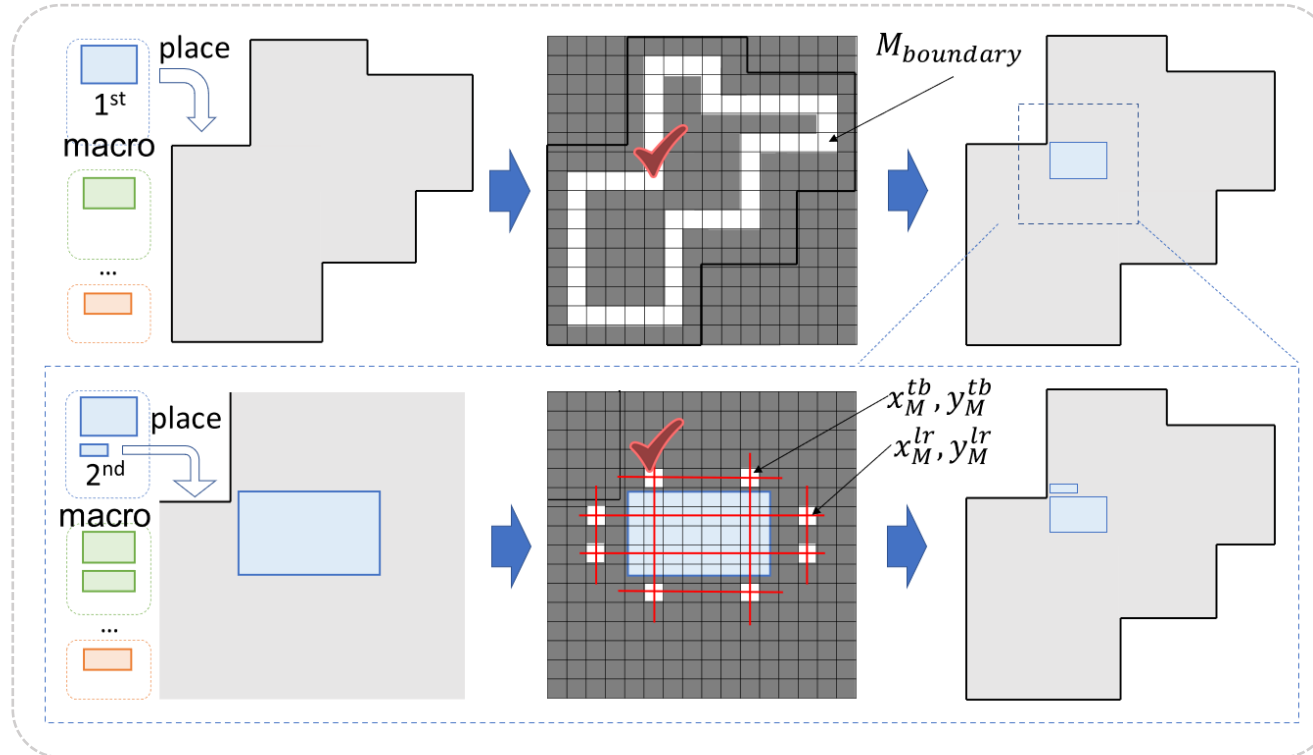 place
1st
macro
...
M_boundary
place
2nd
macro
...
x_M^tb, y_M^tb
x_M^lr, y_M^lr